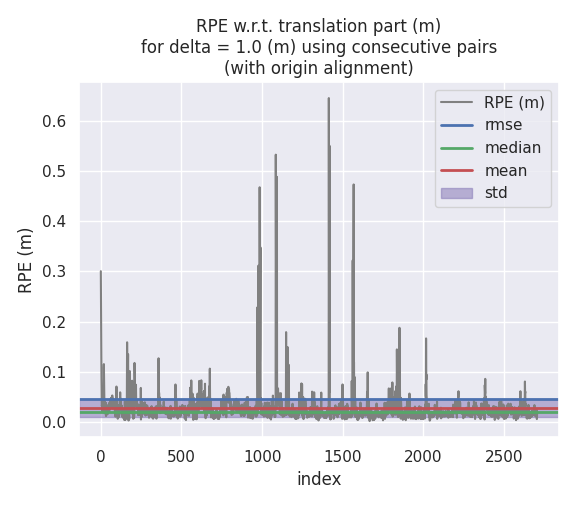 RPE w.r.t. translation part (m)
for delta = 1.0 (m) using consecutive pairs
(with origin alignment)
RPE (m)
rmse
median
mean
std
RPE (m)
0.6
0.5
0.4
0.3
0.2
0.1
0.0
0
500
1000
1500
2000
2500
index